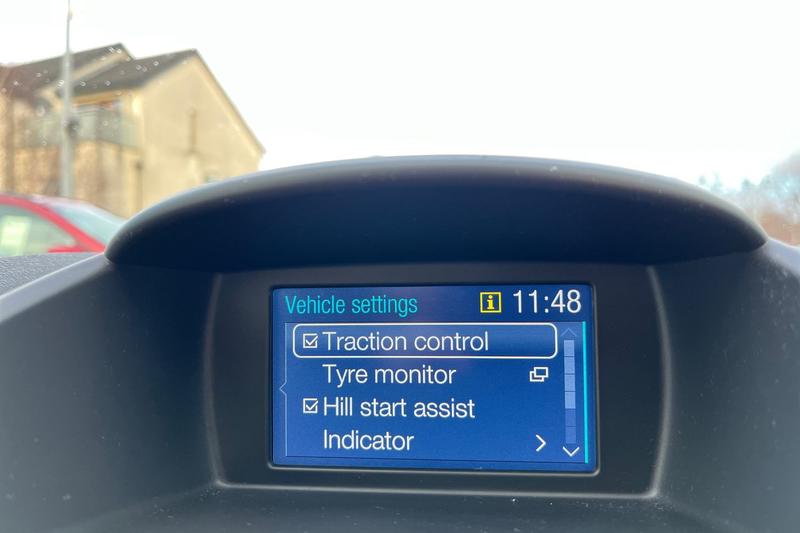 Vehicle settings i 11:48
Traction control
Tyre monitor
Hill start assist
Indicator